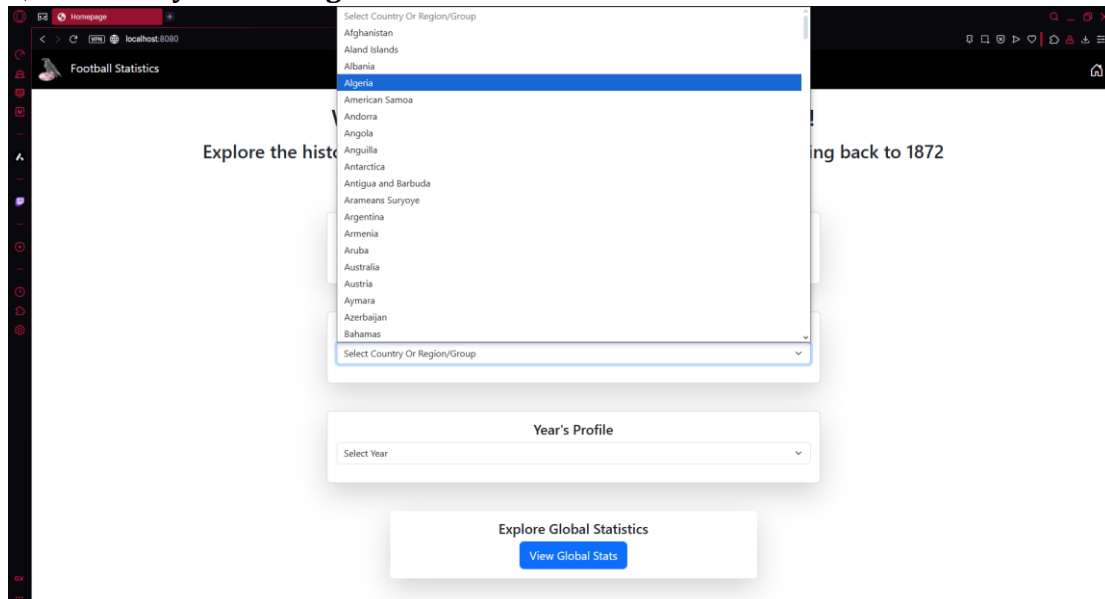 Homepage
VPN localhost:8080
Football Statistics
Select Country Or Region/Group
Afghanistan
Aland Islands
Albania
Algeria
American Samoa
Andorra
Angola
Anguilla
Antarctica
Antigua and Barbuda
Arameans Suryoye
Argentina
Armenia
Aruba
Australia
Austria
Aymara
Azerbaijan
Bahamas
Explore the hist
ing back to 1872
Select Country Or Region/Group
Year's Profile
Select Year
Explore Global Statistics
View Global Stats
GX